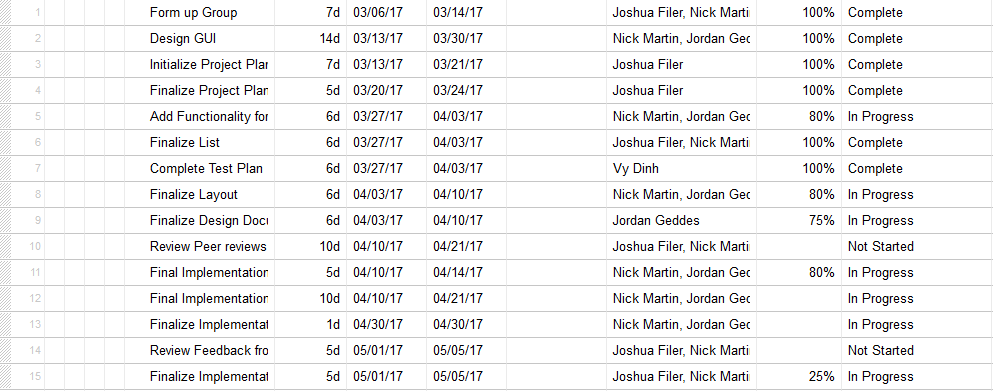 1 Form up Group 7d 03/06/17 03/14/17 Joshua Filer, Nick Marti 100% Complete
2 Design GUI 14d 03/13/17 03/30/17 Nick Martin, Jordan Gec 100% Complete
3 Initialize Project Plar 7d 03/13/17 03/21/17 Joshua Filer 100% Complete
4 Finalize Project Plar 5d 03/20/17 03/24/17 Joshua Filer 100% Complete
5 Add Functionality for 6d 03/27/17 04/03/17 Nick Martin, Jordan Gec 80% In Progress
6 Finalize List 6d 03/27/17 04/03/17 Joshua Filer, Nick Marti 100% Complete
7 Complete Test Plan 6d 03/27/17 04/03/17 Vy Dinh 100% Complete
8 Finalize Layout 6d 04/03/17 04/10/17 Nick Martin, Jordan Gec 80% In Progress
9 Finalize Design Docu 6d 04/03/17 04/10/17 Jordan Geddes 75% In Progress
10 Review Peer reviews 10d 04/10/17 04/21/17 Joshua Filer, Nick Marti Not Started
11 Final Implementation 5d 04/10/17 04/14/17 Nick Martin, Jordan Gec 80% In Progress
12 Final Implementation 10d 04/10/17 04/21/17 Nick Martin, Jordan Gec In Progress
13 Finalize Implementat 1d 04/30/17 04/30/17 Nick Martin, Jordan Gec In Progress
14 Review Feedback fro 5d 05/01/17 05/05/17 Joshua Filer, Nick Marti Not Started
15 Finalize Implementat 5d 05/01/17 05/05/17 Joshua Filer, Nick Marti 25% In Progress